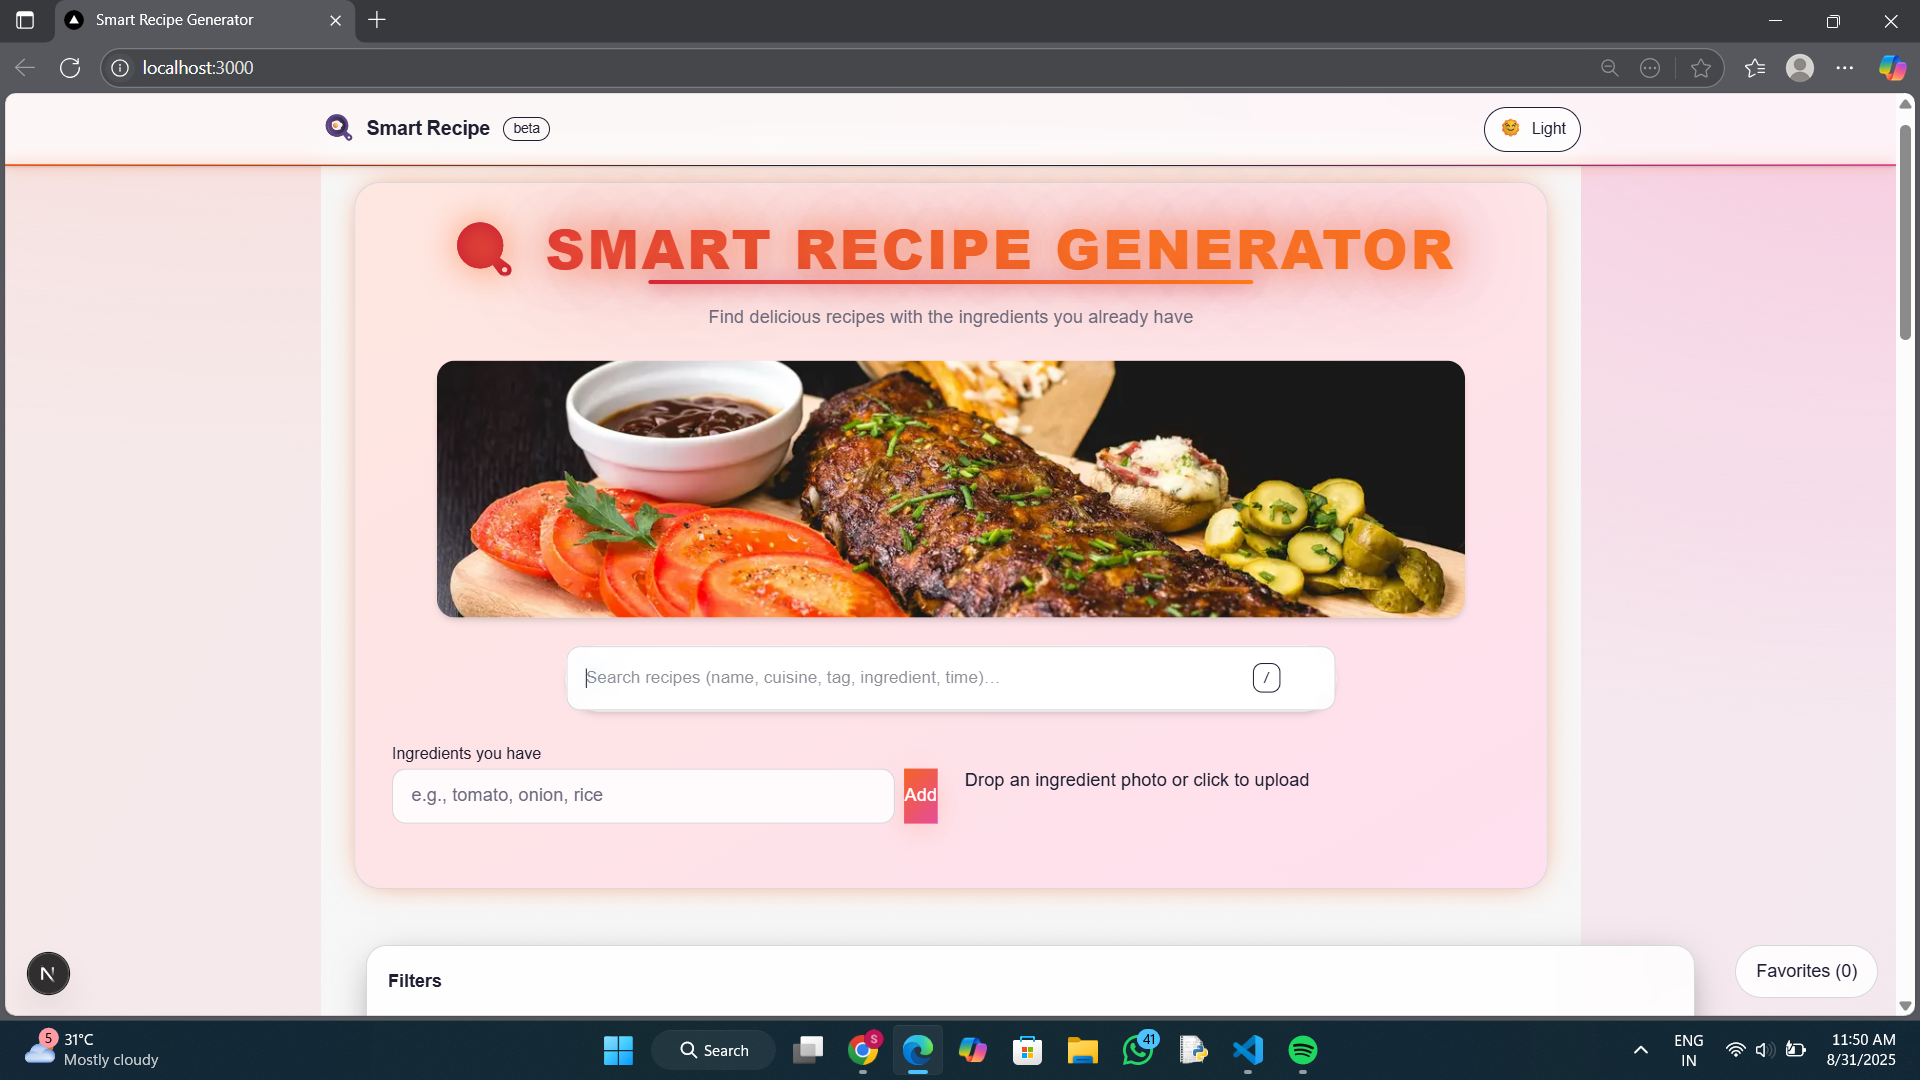 Smart Recipe Generator
localhost:3000
Smart Recipe beta
Light
SMART RECIPE GENERATOR
Find delicious recipes with the ingredients you already have
Search recipes (name, cuisine, tag, ingredient, time)...
/
Ingredients you have
e.g., tomato, onion, rice
Add
Drop an ingredient photo or click to upload
Filters
Favorites (0)
N
5
31°C
Mostly cloudy
Search
S
41
ENG
IN
11:50 AM
8/31/2025